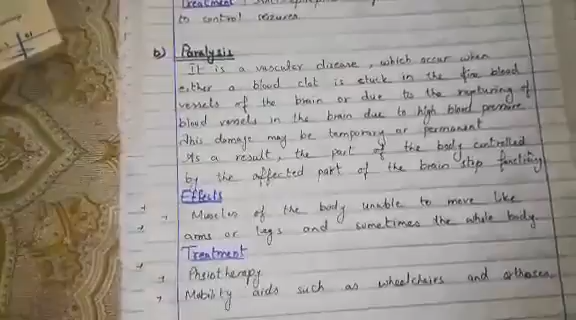 Treatment :
to control seizures
b) Paralysis
It is a vascular disease, which occur when
either a blood clot is stuck in the fine blood
vessels of the brain or due to the rupturing of
blood vessels in the brain due to high blood pressure
This damage may be temporary or permanent
As a result, the part of the body controlled
by the affected part of the brain stop functing
Effects
→ Muscles of the body unable to move like
arms or legs and sometimes the whole body
Treatment
→ Phsiotherapy
→ Mobility aids such as wheelchairs and orthoses